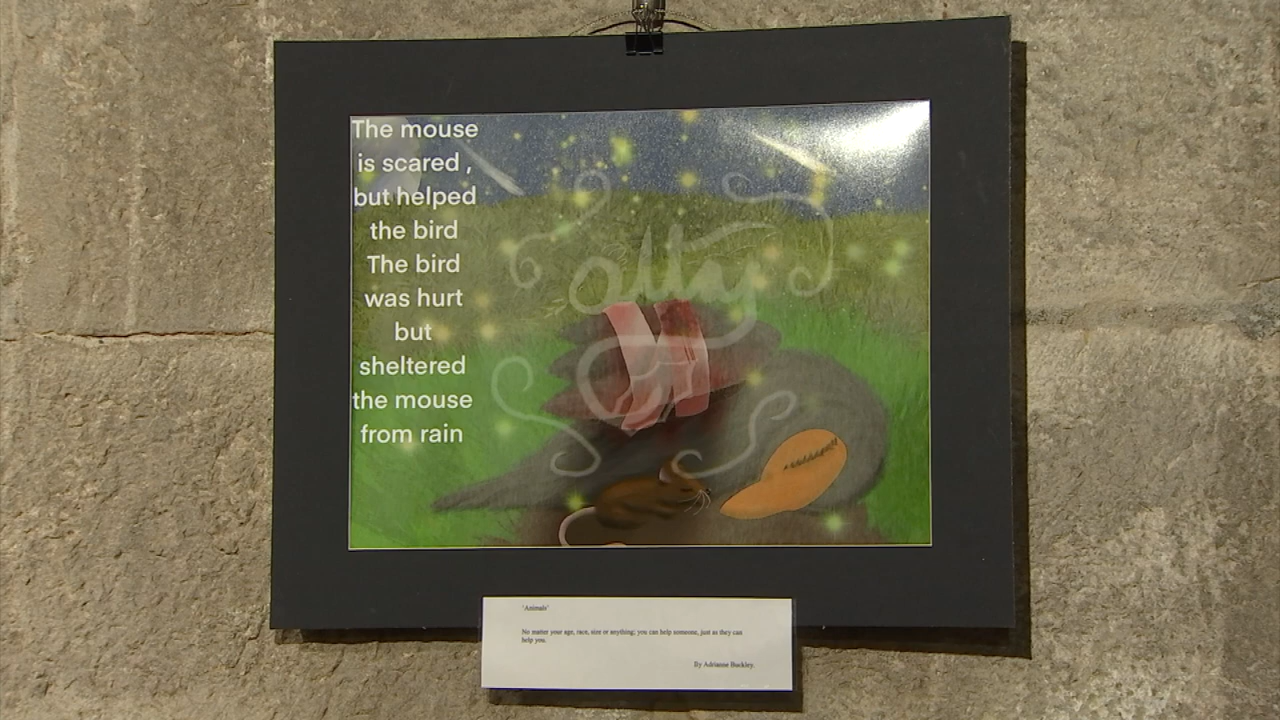 The mouse
is scared ,
but helped
the bird
The bird
was hurt
but
sheltered
the mouse
from rain
'Animals'
No matter your age, race, size or anything; you can help someone, just as they can
help you.
By Adrianne Buckley.